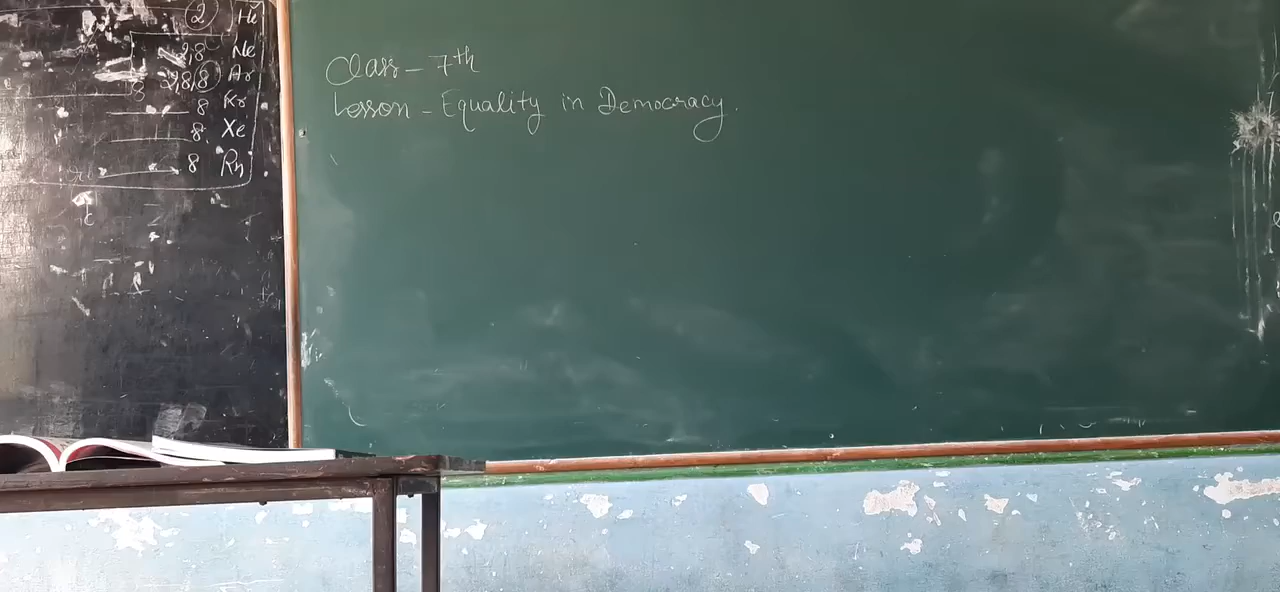 ② He
2,8 Ne
2,8,8 Ar
8 Kr
8 Xe
8 Rn
Class - 7th
Lesson - Equality in Democracy.